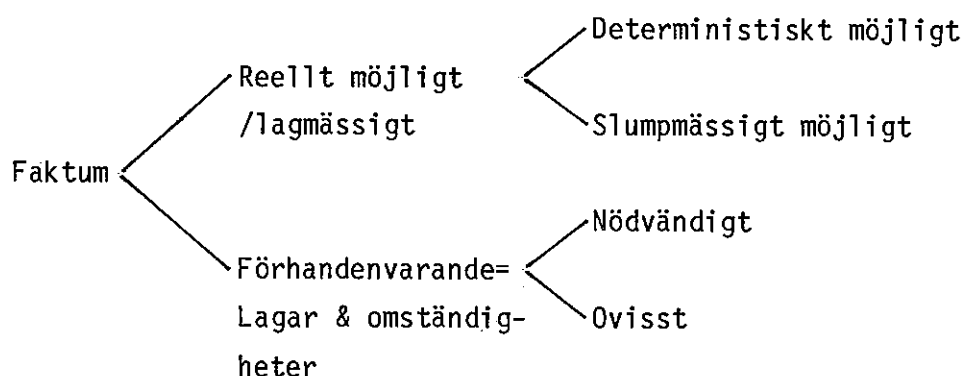 Deterministiskt möjligt
Reellt möjligt
/lagmässigt
Slumpmässigt möjligt
Faktum
Nödvändigt
Förhandenvarande=
Lagar & omständig-
heter
Ovisst